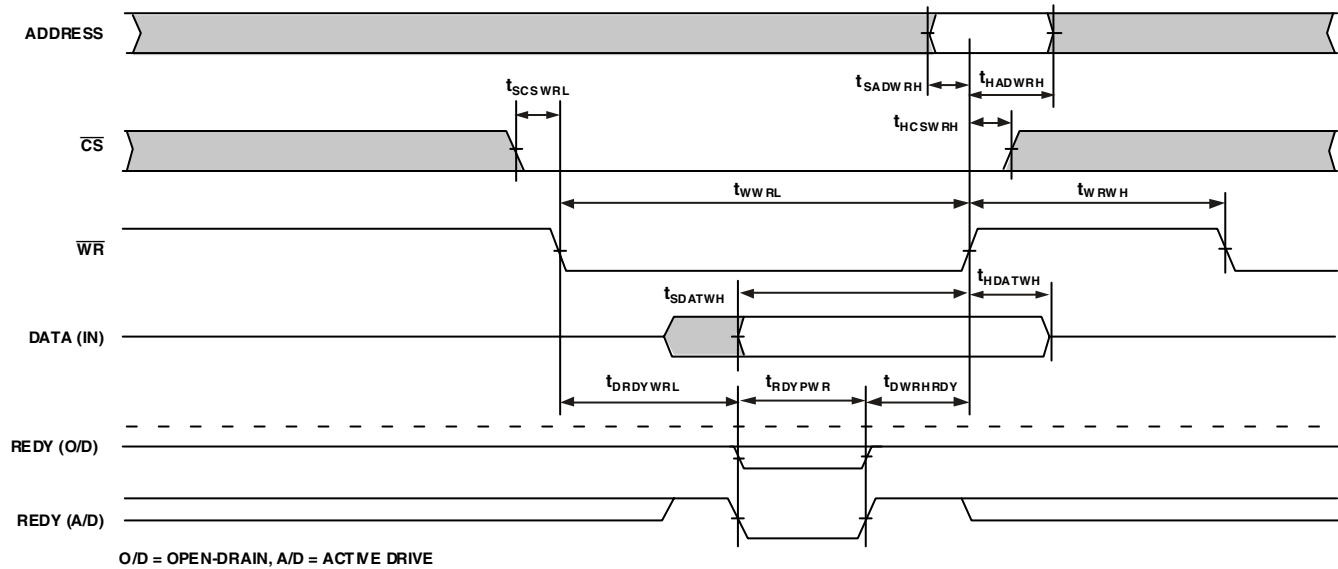 ADDRESS
tSADWRH
tHADWRH
tSCSWRL
tHCSWRH
CS
tWWRL
tWRWH
WR
tSDATWH
tHDATWH
DATA (IN)
tDRDYWRL
tRDYPWR
tDWRHRDY
REDY (O/D)
REDY (A/D)
O/D = OPEN-DRAIN, A/D = ACTIVE DRIVE